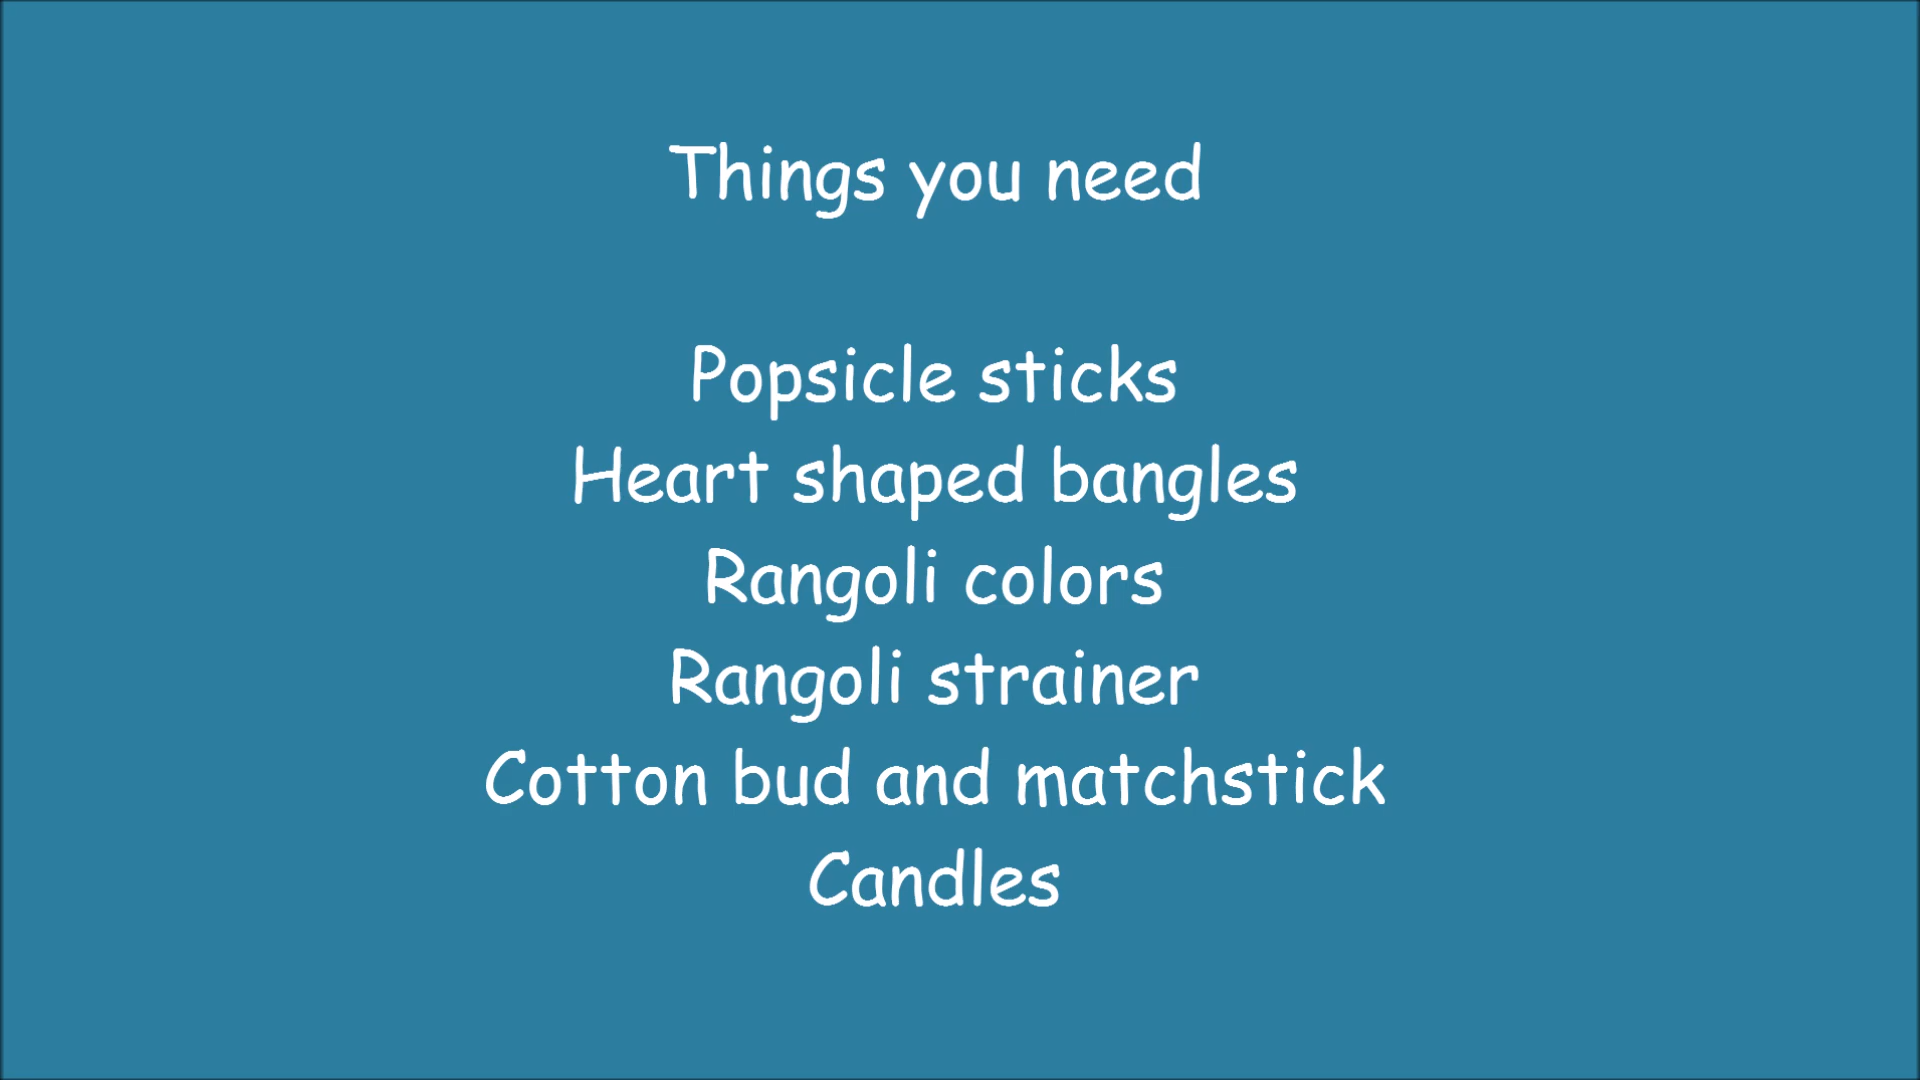 Things you need
Popsicle sticks
Heart shaped bangles
Rangoli colors
Rangoli strainer
Cotton bud and matchstick
Candles